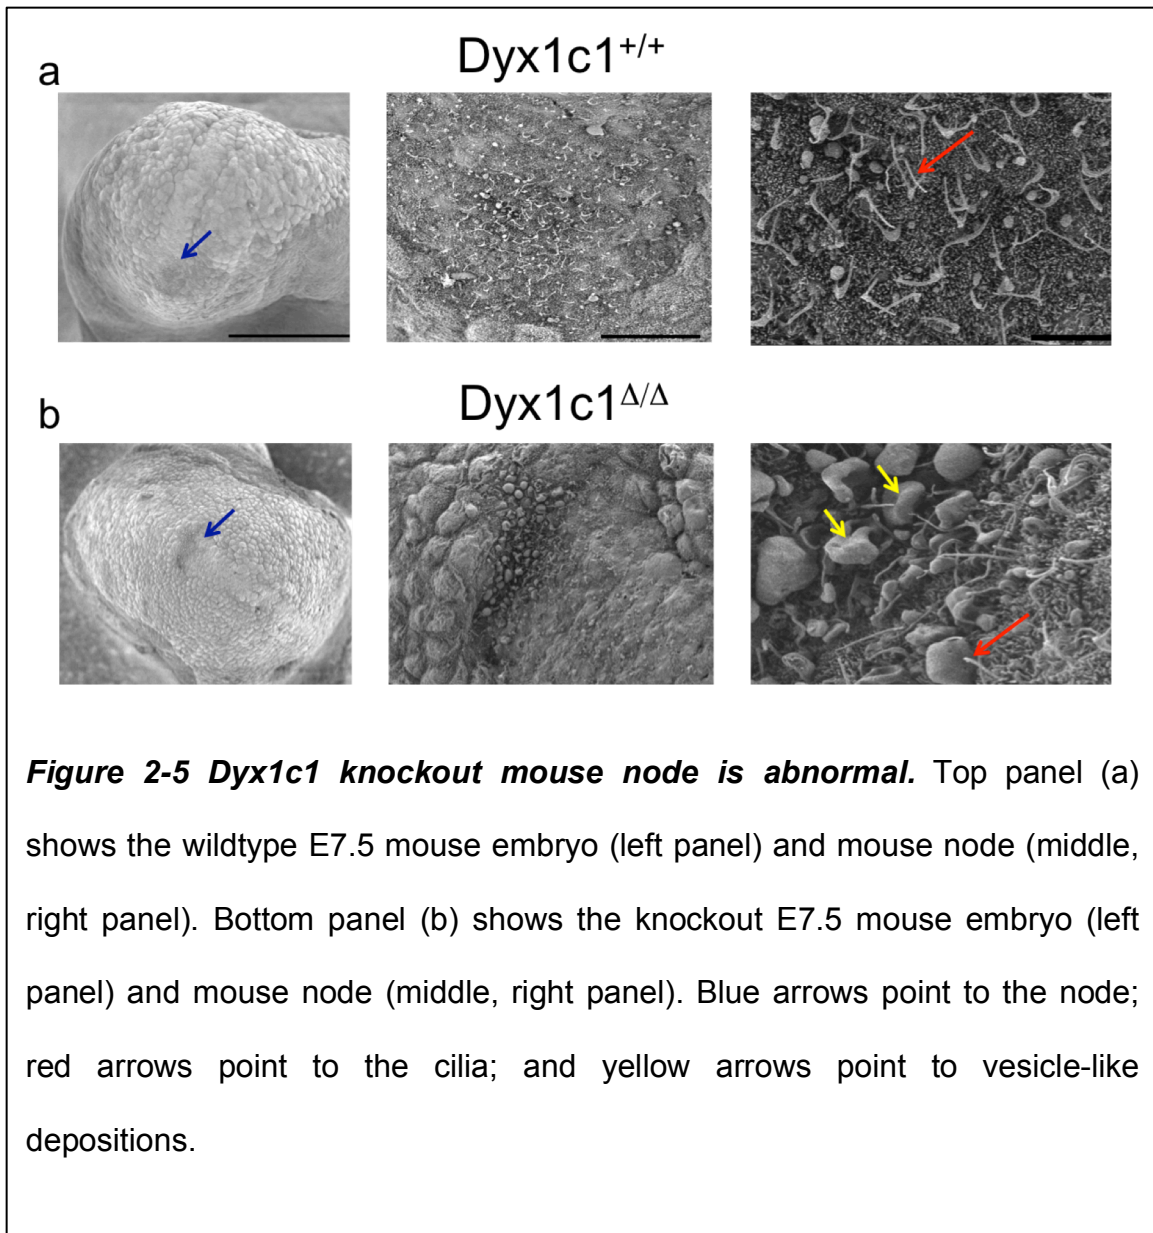 a
Dyx1c1+/+
b
Dyx1c1Δ/Δ
Figure 2-5 Dyx1c1 knockout mouse node is abnormal. Top panel (a)
shows the wildtype E7.5 mouse embryo (left panel) and mouse node (middle,
right panel). Bottom panel (b) shows the knockout E7.5 mouse embryo (left
panel) and mouse node (middle, right panel). Blue arrows point to the node;
red arrows point to the cilia; and yellow arrows point to vesicle-like
depositions.